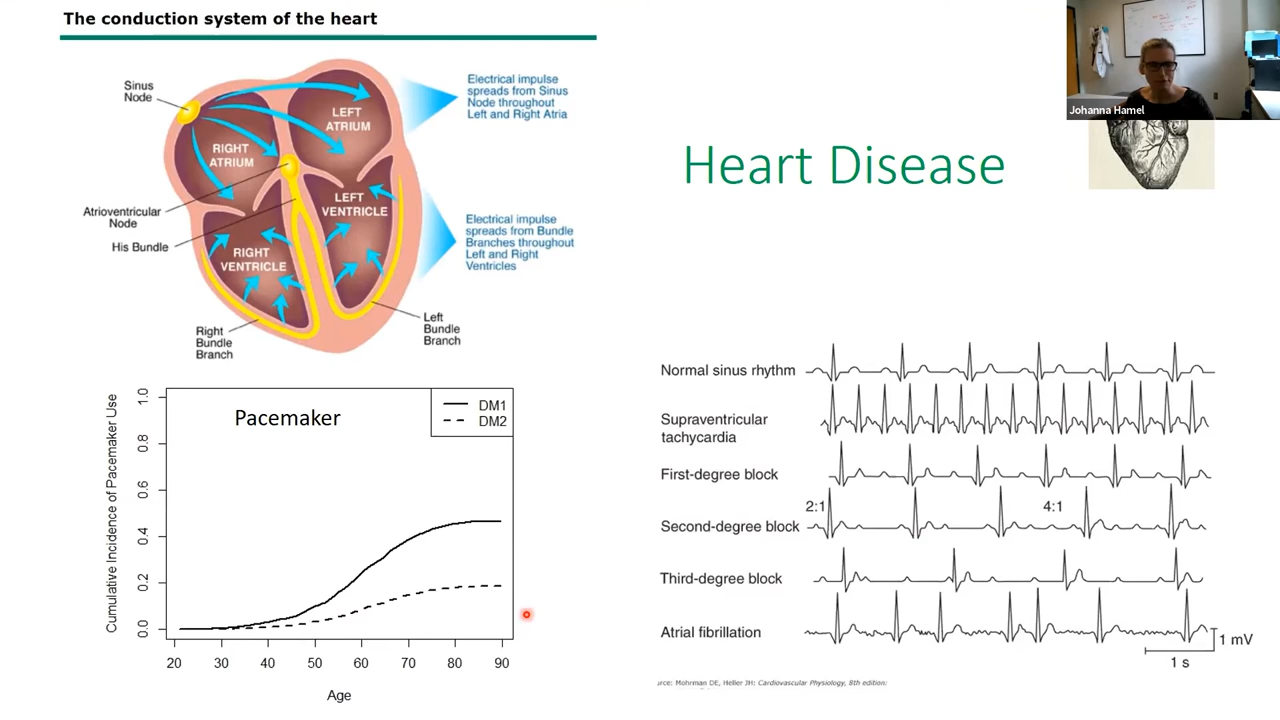 The conduction system of the heart
Sinus
Node
LEFT
ATRIUM
RIGHT
ATRIUM
LEFT
VENTRICLE
RIGHT
VENTRICLE
Atrioventricular
Node
His Bundle
Right
Bundle
Branch
Left
Bundle
Branch
Electrical impulse
spreads from Sinus
Node throughout
Left and Right Atria
Electrical impulse
spreads from Bundle
Branches throughout
Left and Right
Ventricles
Pacemaker
DM1
DM2
Cumulative Incidence of Pacemaker Use
1.0
0.8
0.6
0.4
0.2
0.0
20 30 40 50 60 70 80 90
Age
Johanna Hamel
Heart Disease
Normal sinus rhythm
Supraventricular
tachycardia
First-degree block
2:1 4:1
Second-degree block
Third-degree block
Atrial fibrillation
1 mV
1 s
Mohrman DE, Heller JH: Cardiovascular Physiology, 8th edition: